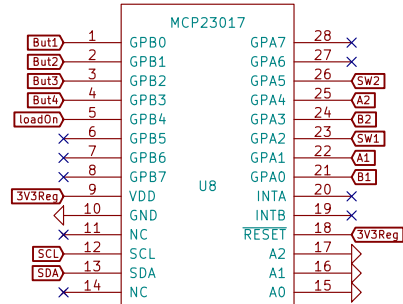 MCP23017
But1 1 GPB0 GPA7 28
But2 2 GPB1 GPA6 27
But3 3 GPB2 GPA5 26 SW2
But4 4 GPB3 GPA4 25 A2
loadOn 5 GPB4 GPA3 24 B2
6 GPB5 GPA2 23 SW1
7 GPB6 GPA1 22 A1
8 GPB7 GPA0 21 B1
3V3Reg 9 VDD U8 INTA 20
10 GND INTB 19
11 NC RESET 18 3V3Reg
SCL 12 SCL A2 17
SDA 13 SDA A1 16
14 NC A0 15